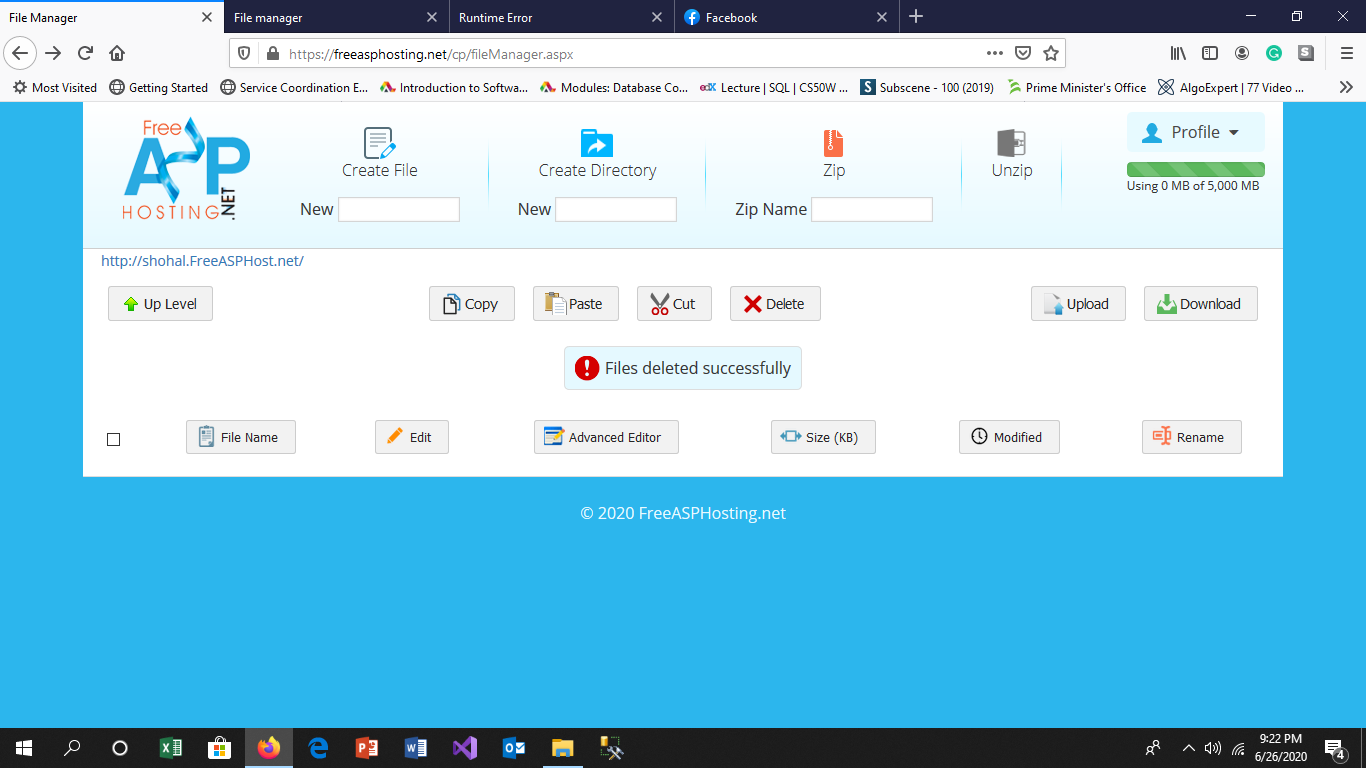 File Manager
File manager
Runtime Error
Facebook
https://freeasphosting.net/cp/fileManager.aspx
Most Visited
Getting Started
Service Coordination E...
Introduction to Softwa...
Modules: Database Co...
edX Lecture | SQL | CS50W ...
S Subscene - 100 (2019)
Prime Minister's Office
AlgoExpert | 77 Video ...
Free
ASP
HOSTING
.NET
Create File
Create Directory
Zip
Unzip
Profile
Using 0 MB of 5,000 MB
New
New
Zip Name
http://shohal.FreeASPHost.net/
Up Level
Copy
Paste
Cut
Delete
Upload
Download
Files deleted successfully
File Name
Edit
Advanced Editor
Size (KB)
Modified
Rename
© 2020 FreeASPHosting.net
9:22 PM
6/26/2020
4